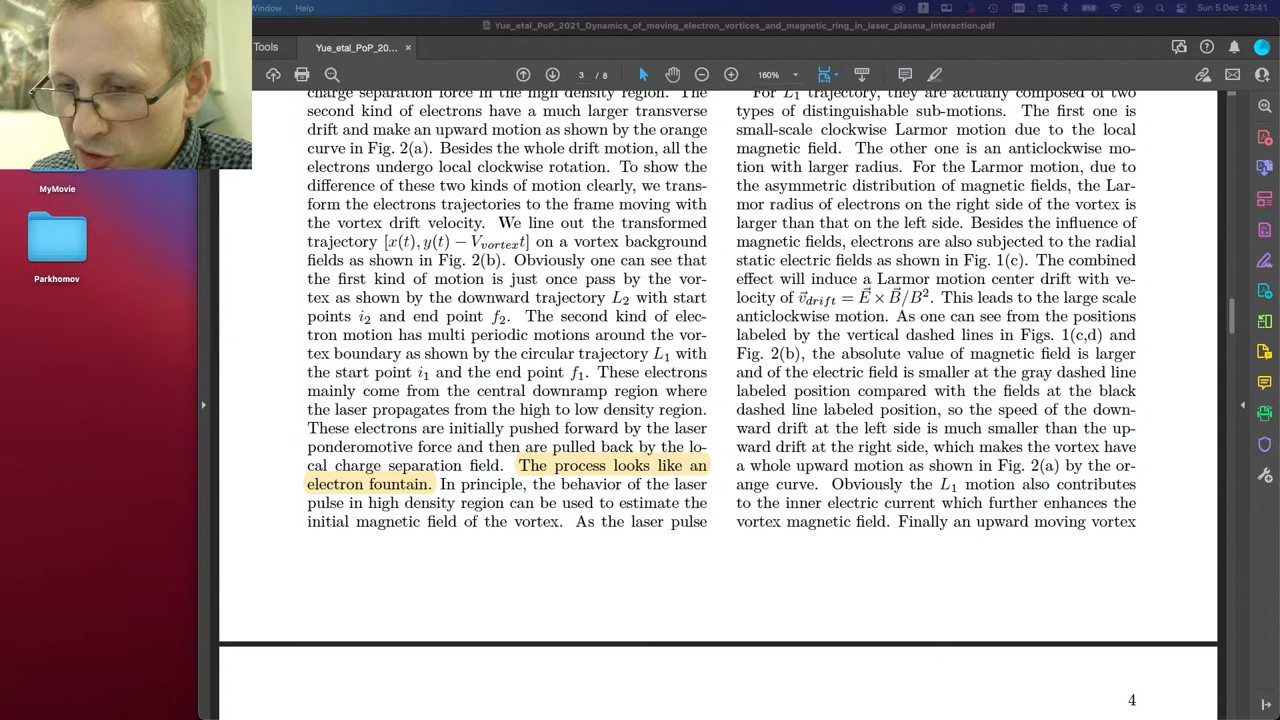 Window Help
Sun 5 Dec 23:41
Yue_etal_PoP_2021_Dynamics_of_moving_electron_vortices_and_magnetic_ring_in_laser_plasma_interaction.pdf
Tools
Yue_etal_PoP_20... ×
3 / 8
160%
MyMovie
Parkhomov
charge separation force in the high density region. The
second kind of electrons have a much larger transverse
drift and make an upward motion as shown by the orange
curve in Fig. 2(a). Besides the whole drift motion, all the
electrons undergo local clockwise rotation. To show the
difference of these two kinds of motion clearly, we trans-
form the electrons trajectories to the frame moving with
the vortex drift velocity. We line out the transformed
trajectory [x(t), y(t) − V_vortex t] on a vortex background
fields as shown in Fig. 2(b). Obviously one can see that
the first kind of motion is just once pass by the vor-
tex as shown by the downward trajectory L₂ with start
points i₂ and end point f₂. The second kind of elec-
tron motion has multi periodic motions around the vor-
tex boundary as shown by the circular trajectory L₁ with
the start point i₁ and the end point f₁. These electrons
mainly come from the central downramp region where
the laser propagates from the high to low density region.
These electrons are initially pushed forward by the laser
ponderomotive force and then are pulled back by the lo-
cal charge separation field. The process looks like an
electron fountain. In principle, the behavior of the laser
pulse in high density region can be used to estimate the
initial magnetic field of the vortex. As the laser pulse
For L₁ trajectory, they are actually composed of two
types of distinguishable sub-motions. The first one is
small-scale clockwise Larmor motion due to the local
magnetic field. The other one is an anticlockwise mo-
tion with larger radius. For the Larmor motion, due to
the asymmetric distribution of magnetic fields, the Lar-
mor radius of electrons on the right side of the vortex is
larger than that on the left side. Besides the influence of
magnetic fields, electrons are also subjected to the radial
static electric fields as shown in Fig. 1(c). The combined
effect will induce a Larmor motion center drift with ve-
locity of v⃗_drift = E⃗ × B⃗/B². This leads to the large scale
anticlockwise motion. As one can see from the positions
labeled by the vertical dashed lines in Figs. 1(c,d) and
Fig. 2(b), the absolute value of magnetic field is larger
and of the electric field is smaller at the gray dashed line
labeled position compared with the fields at the black
dashed line labeled position, so the speed of the down-
ward drift at the left side is much smaller than the up-
ward drift at the right side, which makes the vortex have
a whole upward motion as shown in Fig. 2(a) by the or-
ange curve. Obviously the L₁ motion also contributes
to the inner electric current which further enhances the
vortex magnetic field. Finally an upward moving vortex
4